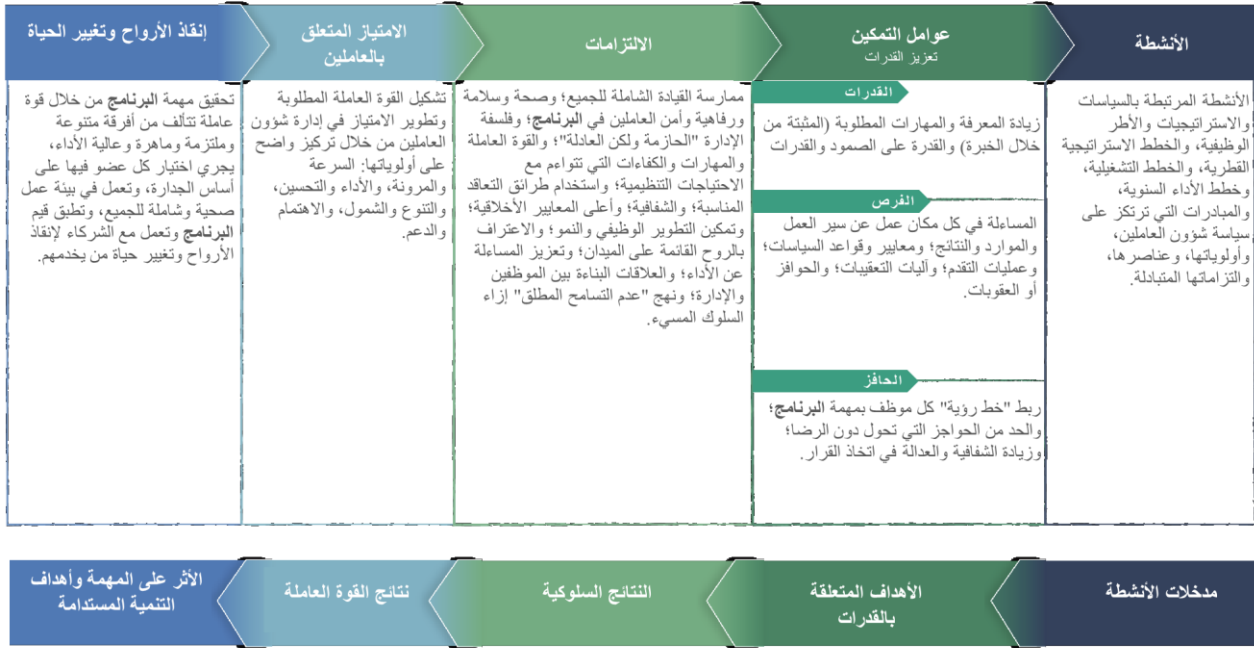 الأنشطة
عوامل التمكين
تعزيز القدرات
الالتزامات
الامتياز المتعلق
بالعاملين
إنقاذ الأرواح وتغيير الحياة
الأنشطة المرتبطة بالسياسات
والاستراتيجيات والأطر
الوظيفية، والخطط الاستراتيجية
القطرية، والخطط التشغيلية،
وخطط الأداء السنوية،
والمبادرات التي ترتكز على
سياسة شؤون العاملين،
وأولوياتها، وعناصرها،
والتزاماتها المتبادلة.
القدرات
زيادة المعرفة والمهارات المطلوبة (المثبتة من
خلال الخبرة) والقدرة على الصمود والقدرات
الفرص
المساءلة في كل مكان عمل عن سير العمل
والموارد والنتائج؛ ومعايير وقواعد السياسات؛
وعمليات التقدم؛ وآليات التعقيبات؛ والحوافز
أو العقوبات.
الحافز
ربط "خط رؤية" كل موظف بمهمة البرنامج؛
والحد من الحواجز التي تحول دون الرضا؛
وزيادة الشفافية والعدالة في اتخاذ القرار.
ممارسة القيادة الشاملة للجميع؛ وصحة وسلامة
ورفاهية وأمن العاملين في البرنامج؛ وفلسفة
الإدارة "الحازمة ولكن العادلة"؛ والقوة العاملة
والمهارات والكفاءات التي تتواءم مع
الاحتياجات التنظيمية؛ واستخدام طرائق التعاقد
المناسبة؛ والشفافية؛ وأعلى المعايير الأخلاقية؛
وتمكين التطوير الوظيفي والنمو؛ والاعتراف
بالروح القائمة على الميدان؛ وتعزيز المساءلة
عن الأداء؛ والعلاقات البناءة بين الموظفين
والإدارة؛ ونهج "عدم التسامح المطلق" إزاء
السلوك المسيء.
تشكيل القوة العاملة المطلوبة
وتطوير الامتياز في إدارة شؤون
العاملين من خلال تركيز واضح
على أولوياتها: السرعة
والمرونة، والأداء والتحسين،
والتنوع والشمول، والاهتمام
والدعم.
تحقيق مهمة البرنامج من خلال قوة
عاملة تتألف من أفرقة متنوعة
وملتزمة وماهرة وعالية الأداء،
يجري اختيار كل عضو فيها على
أساس الجدارة، وتعمل في بيئة عمل
صحية وشاملة للجميع، وتطبق قيم
البرنامج وتعمل مع الشركاء لإنقاذ
الأرواح وتغيير حياة من يخدمهم.
مدخلات الأنشطة
الأهداف المتعلقة
بالقدرات
النتائج السلوكية
نتائج القوة العاملة
الأثر على المهمة وأهداف
التنمية المستدامة